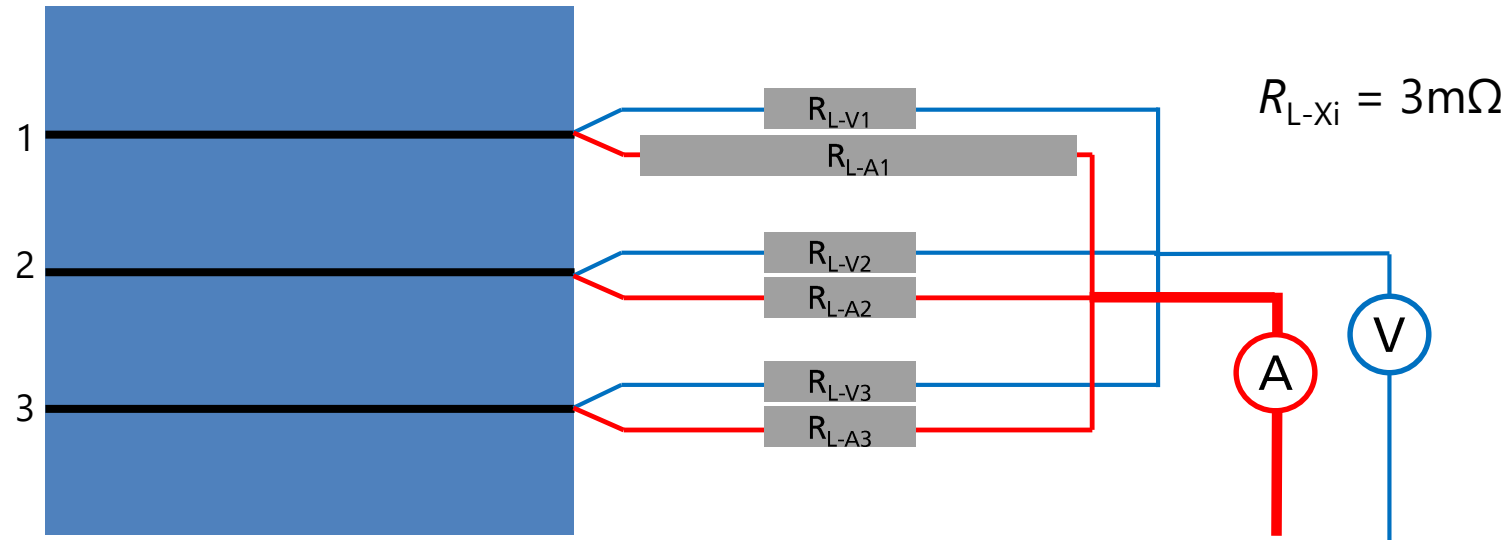 R_L-Xi = 3mΩ
1
R_L-V1
R_L-A1
2
R_L-V2
R_L-A2
3
R_L-V3
R_L-A3
V
A